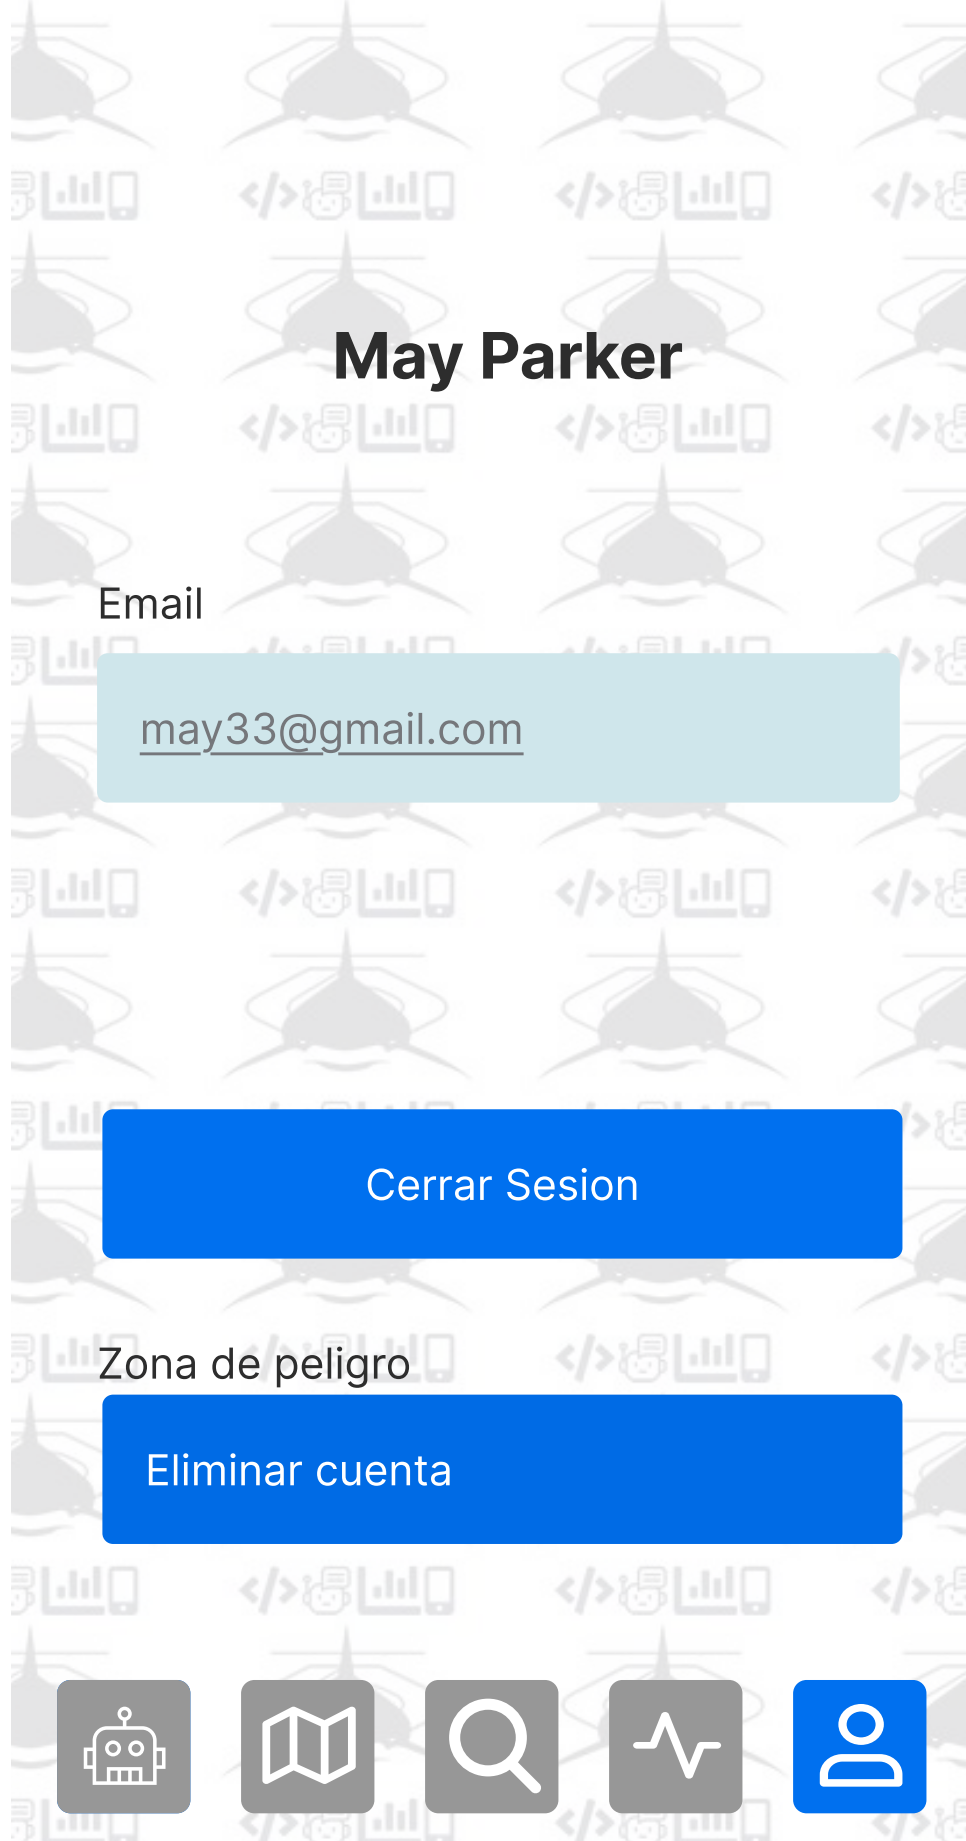 May Parker
Email
may33@gmail.com
Cerrar Sesion
Zona de peligro
Eliminar cuenta